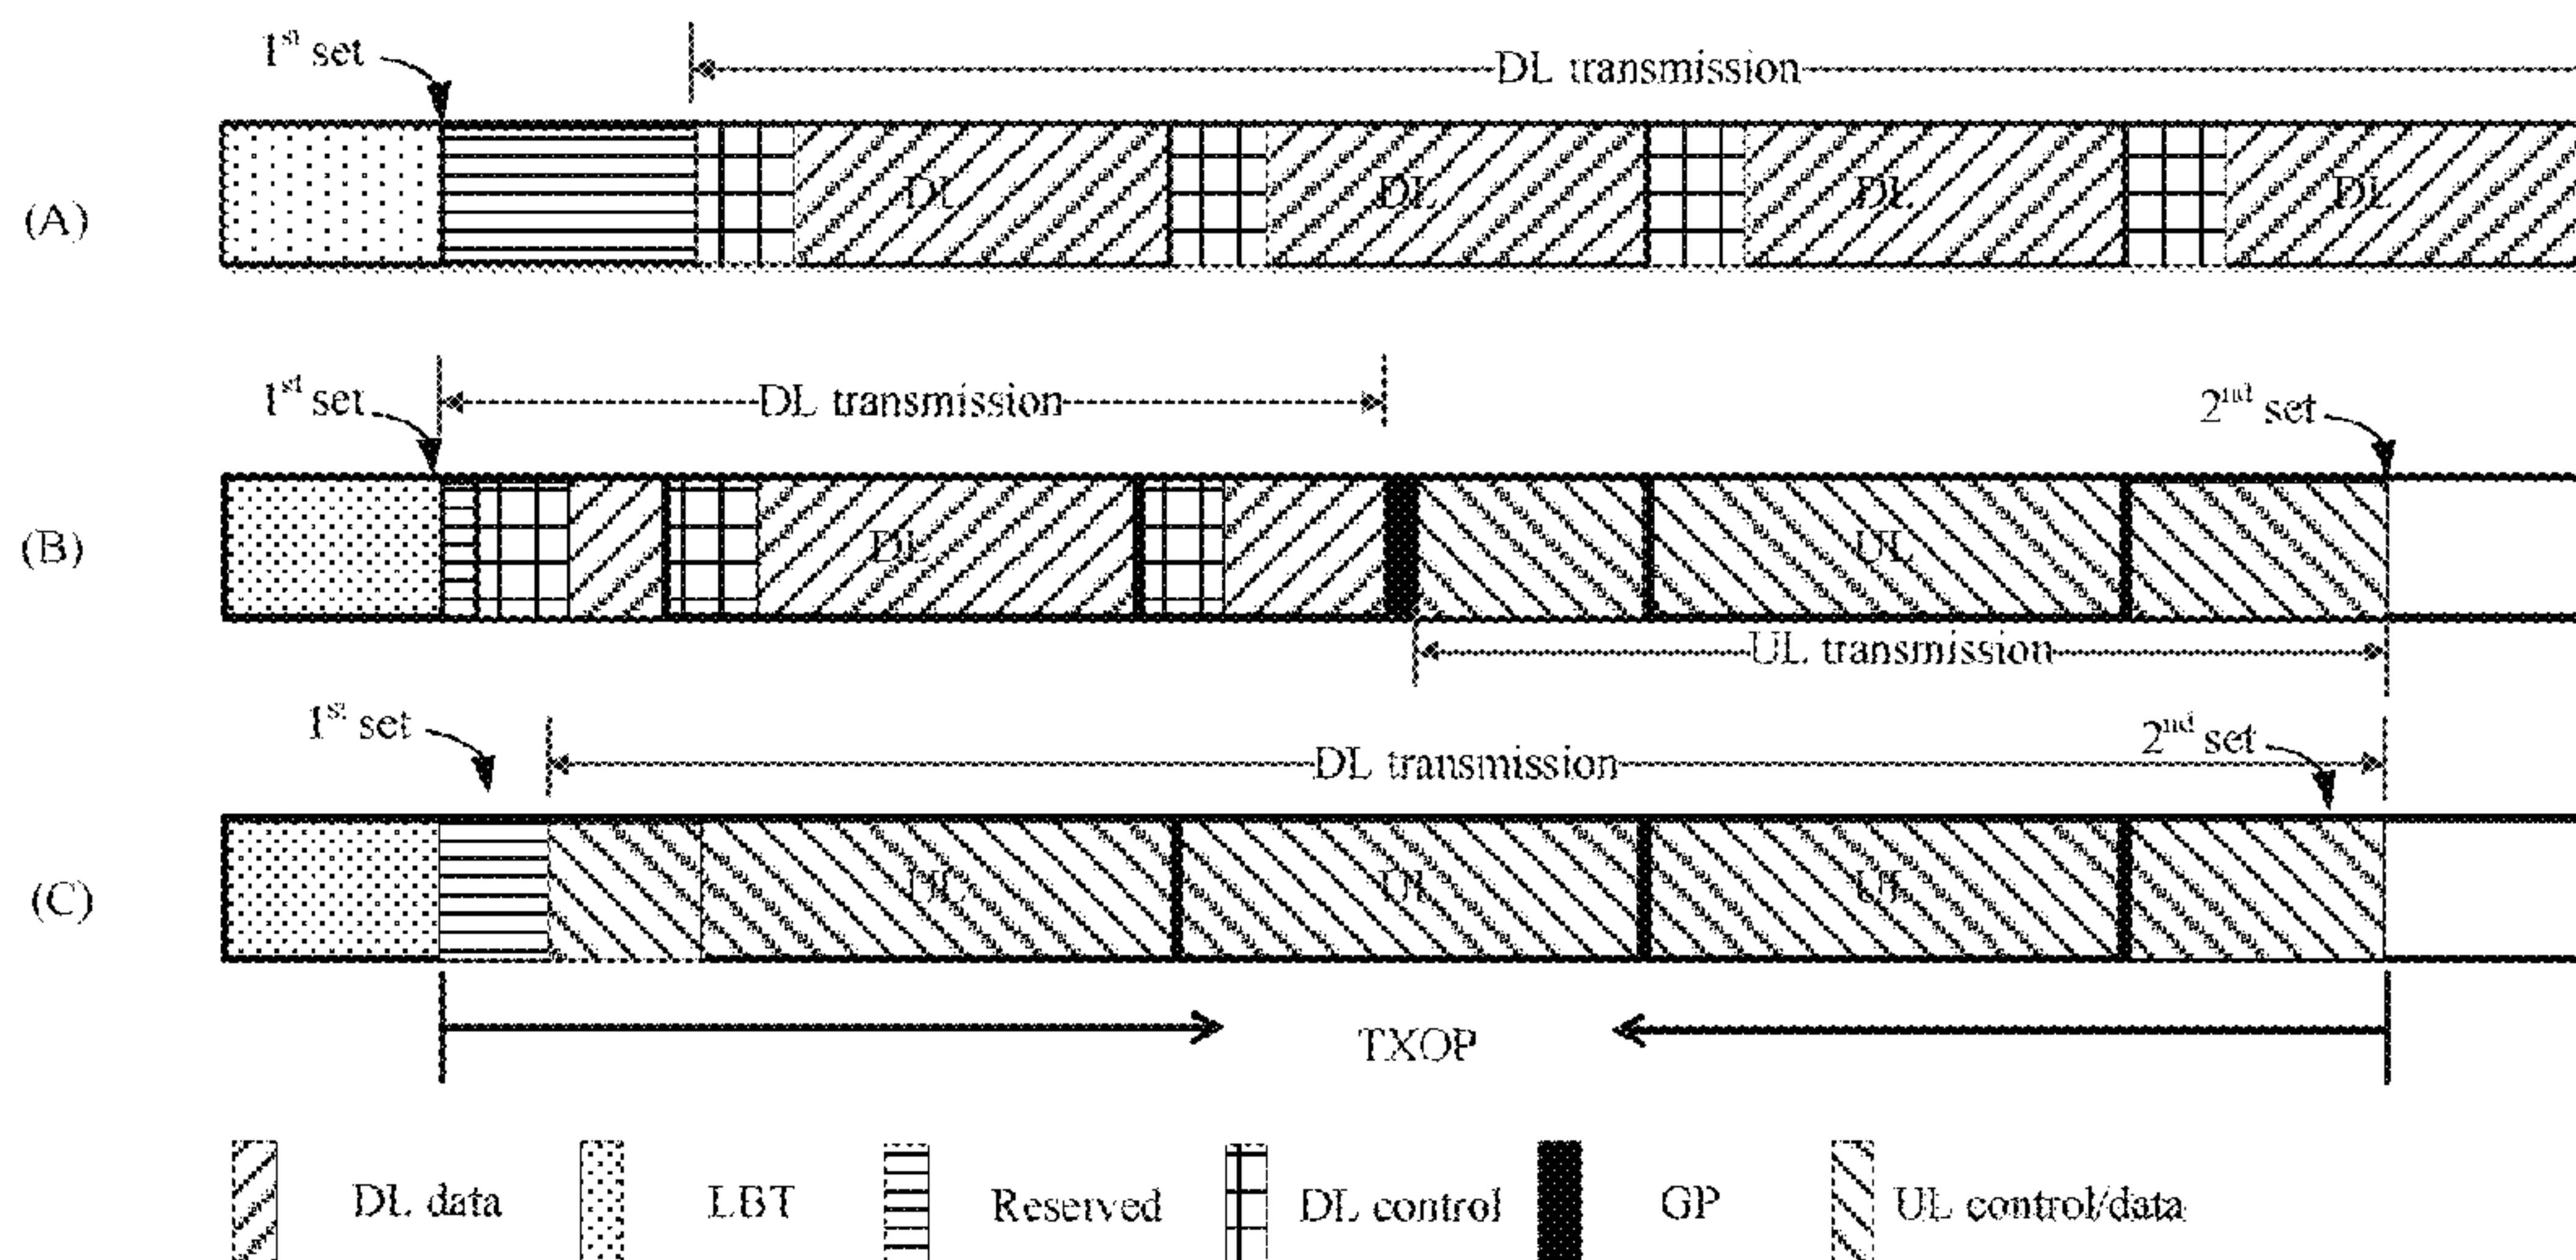 1st set
DL transmission
(A)
DL
DL
DL
DL
1st set
DL transmission
2nd set
(B)
DL
UL
UL transmission
1st set
DL transmission
2nd set
(C)
UL
UL
UL
TXOP
DL data
LBT
Reserved
DL control
GP
UL control/data